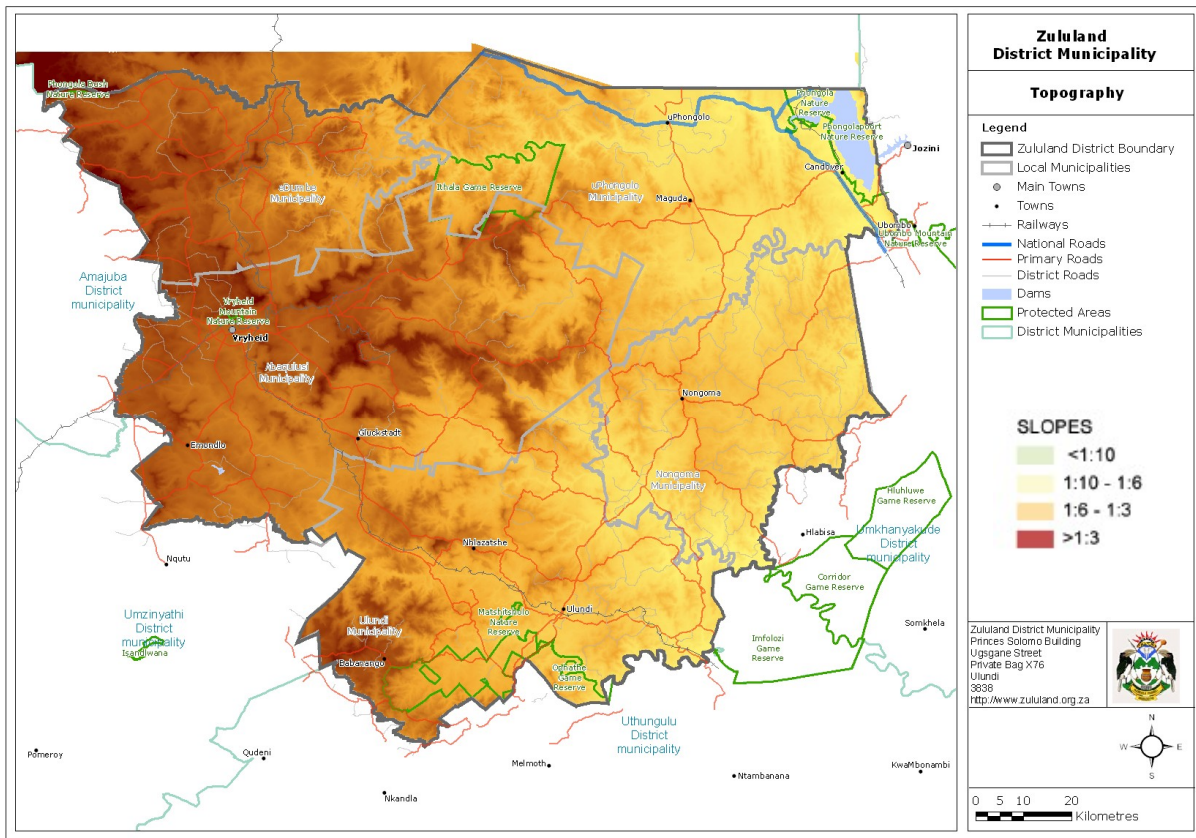 Zululand
District Municipality
Topography
Legend
Zululand District Boundary
Local Municipalities
Main Towns
Towns
Railways
National Roads
Primary Roads
District Roads
Dams
Protected Areas
District Municipalities
SLOPES
<1:10
1:10 - 1:6
1:6 - 1:3
>1:3
Zululand District Municipality
Princes Solomo Building
Ugsgane Street
Private Bag X76
Ulundi
3838
http://www.zululand.org.za
N
W
E
S
0 5 10 20
Kilometres
Phongola Bush
Nature Reserve
uPhongolo
Phongola
Nature
Reserve
Phongolapoort
Nature Reserve
Jozini
Candover
eDumbe
Municipality
Ithala Game Reserve
uPhongolo
Municipality
Maguda
Ubombo
Ubombo Mountain
Nature Reserve
Amajuba
District
municipality
Vryheid
Mountain
Nature Reserve
Vryheid
Abaqulusi
Municipality
Nongoma
Gluckstadt
Emondlo
Nongoma
Municipality
Hluhluwe
Game Reserve
Hlabisa
Umkhanyakude
District
municipality
Nqutu
Nhlazatshe
Corridor
Game Reserve
Umzinyathi
District
municipality
Isandlwana
Ulundi
Municipality
Matshitsholo
Nature
Reserve
Ulundi
Somkhela
Imfolozi
Game
Reserve
Babanango
Ophathe
Game
Reserve
Uthungulu
District
municipality
Pomeroy
Qudeni
Melmoth
Ntambanana
KwaMbonambi
Nkandla